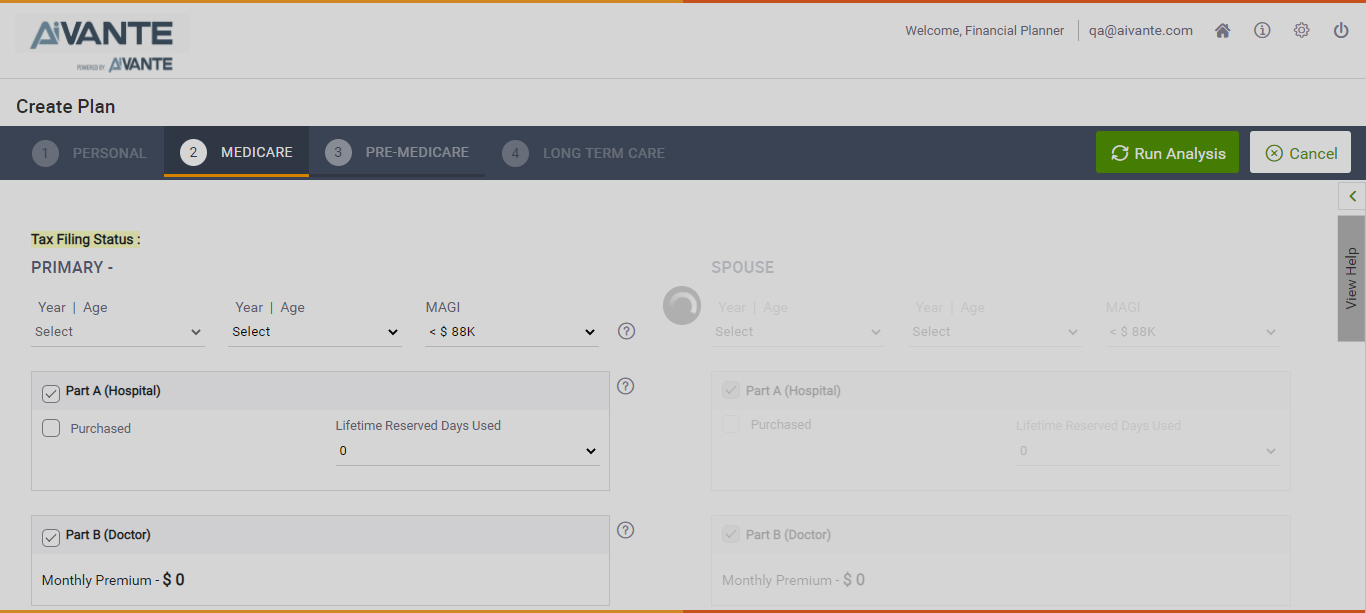 AiVANTE
POWERED BY AiVANTE
Welcome, Financial Planner qa@aivante.com
Create Plan
1 PERSONAL 2 MEDICARE 3 PRE-MEDICARE 4 LONG TERM CARE Run Analysis Cancel
Tax Filing Status :
PRIMARY - SPOUSE
Year | Age Year | Age MAGI Year | Age Year | Age MAGI
Select Select < $ 88K Select Select < $ 88K
View Help
Part A (Hospital) Part A (Hospital)
Purchased Lifetime Reserved Days Used Purchased Lifetime Reserved Days Used
0 0
Part B (Doctor) Part B (Doctor)
Monthly Premium - $ 0 Monthly Premium - $ 0